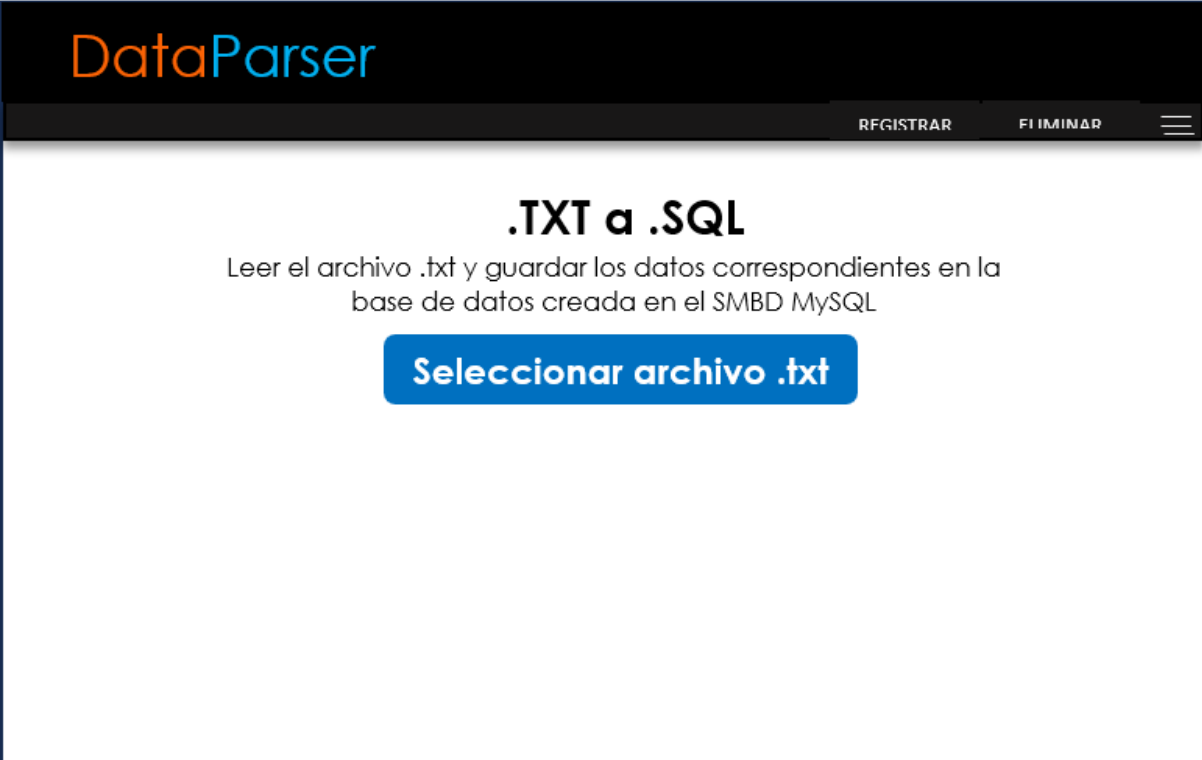 DataParser
REGISTRAR ELIMINAR
.TXT a .SQL
Leer el archivo .txt y guardar los datos correspondientes en la
base de datos creada en el SMBD MySQL
Seleccionar archivo .txt